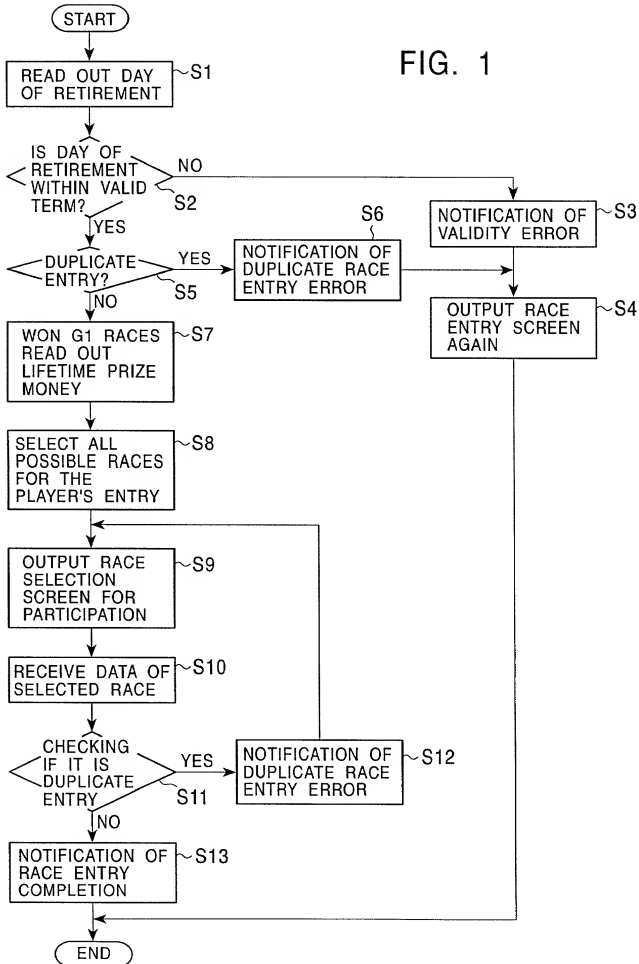 START
FIG. 1
READ OUT DAY
OF RETIREMENT
S1
IS DAY OF
RETIREMENT
WITHIN VALID
TERM?
S2
NO
YES
NOTIFICATION OF
VALIDITY ERROR
S3
DUPLICATE
ENTRY?
S5
YES
NO
S6
NOTIFICATION OF
DUPLICATE RACE
ENTRY ERROR
OUTPUT RACE
ENTRY SCREEN
AGAIN
S4
WON G1 RACES
READ OUT
LIFETIME PRIZE
MONEY
S7
SELECT ALL
POSSIBLE RACES
FOR THE
PLAYER'S ENTRY
S8
OUTPUT RACE
SELECTION
SCREEN FOR
PARTICIPATION
S9
RECEIVE DATA OF
SELECTED RACE
S10
CHECKING
IF IT IS
DUPLICATE
ENTRY
S11
YES
NO
NOTIFICATION OF
DUPLICATE RACE
ENTRY ERROR
S12
NOTIFICATION OF
RACE ENTRY
COMPLETION
S13
END